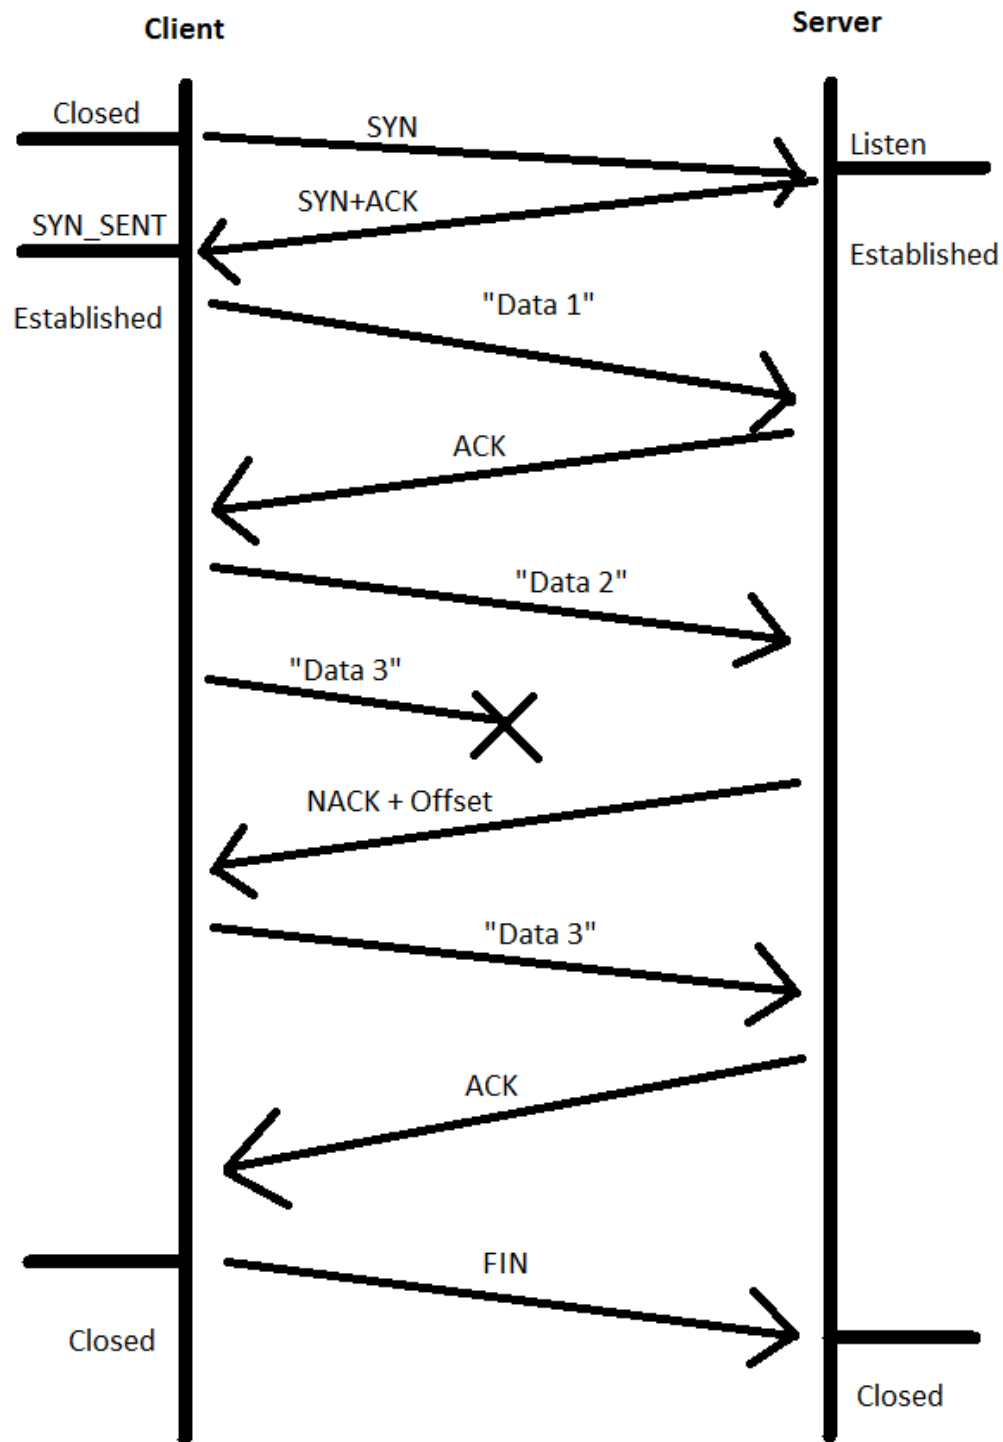 Client
Server
Closed
SYN
Listen
SYN+ACK
SYN_SENT
Established
Established
"Data 1"
ACK
"Data 2"
"Data 3"
NACK + Offset
"Data 3"
ACK
FIN
Closed
Closed